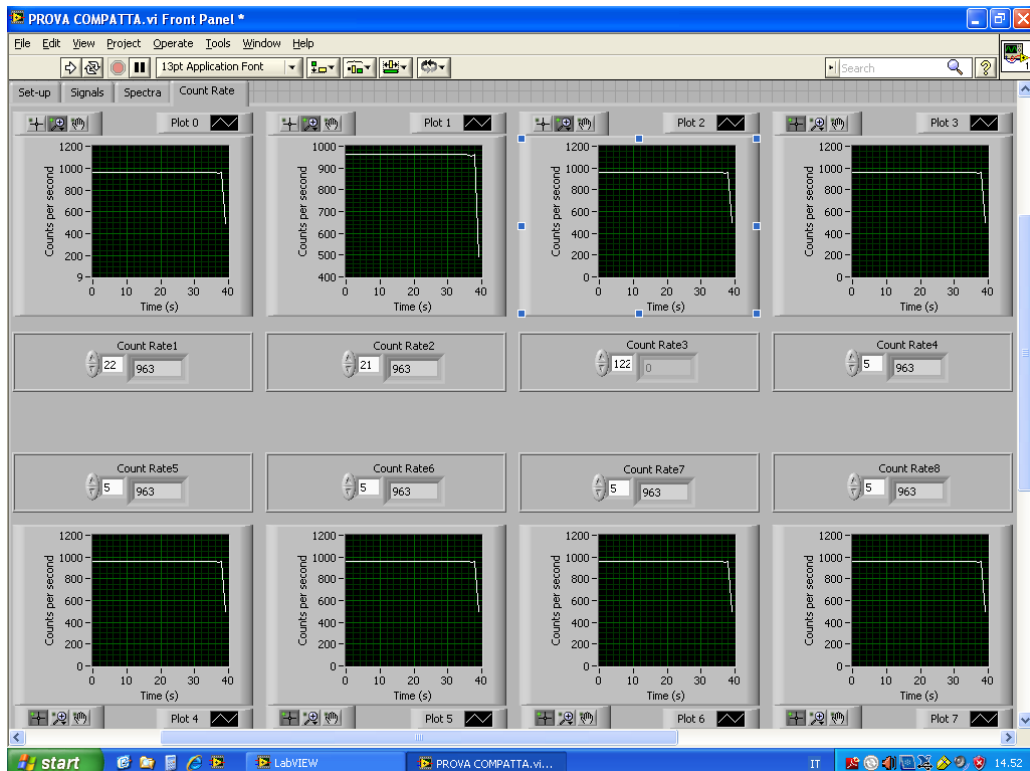 PROVA COMPATTA.vi Front Panel *
File Edit View Project Operate Tools Window Help
13pt Application Font Search
Set-up Signals Spectra Count Rate
Plot 0 Plot 1 Plot 2 Plot 3
1200 1000 1200 1200
1000 900 1000 1000
800 800 800 800
600 700 600 600
400 600 400 400
200 500 200 200
9 400 0 0
Counts per second Counts per second Counts per second Counts per second
0 10 20 30 40 0 10 20 30 40 0 10 20 30 40 0 10 20 30 40
Time (s) Time (s) Time (s) Time (s)
Count Rate1 Count Rate2 Count Rate3 Count Rate4
22 963 21 963 122 0 5 963
Count Rate5 Count Rate6 Count Rate7 Count Rate8
5 963 5 963 5 963 5 963
1200 1200 1200 1200
1000 1000 1000 1000
800 800 800 800
600 600 600 600
400 400 400 400
200 200 200 200
0 0 0 0
Counts per second Counts per second Counts per second Counts per second
0 10 20 30 40 0 10 20 30 40 0 10 20 30 40 0 10 20 30 40
Time (s) Time (s) Time (s) Time (s)
Plot 4 Plot 5 Plot 6 Plot 7
start LabVIEW PROVA COMPATTA.vi... IT 14.52